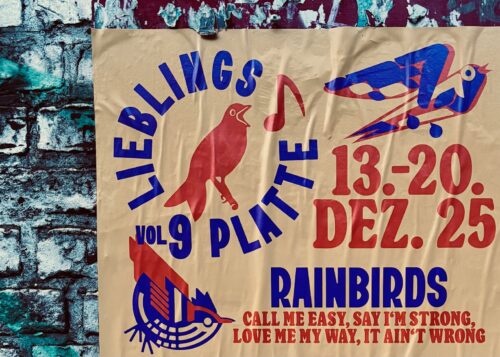 LIEBLINGS
PLATTE
VOL 9
13.-20.
DEZ. 25
RAINBIRDS
CALL ME EASY, SAY I'M STRONG,
LOVE ME MY WAY, IT AIN'T WRONG